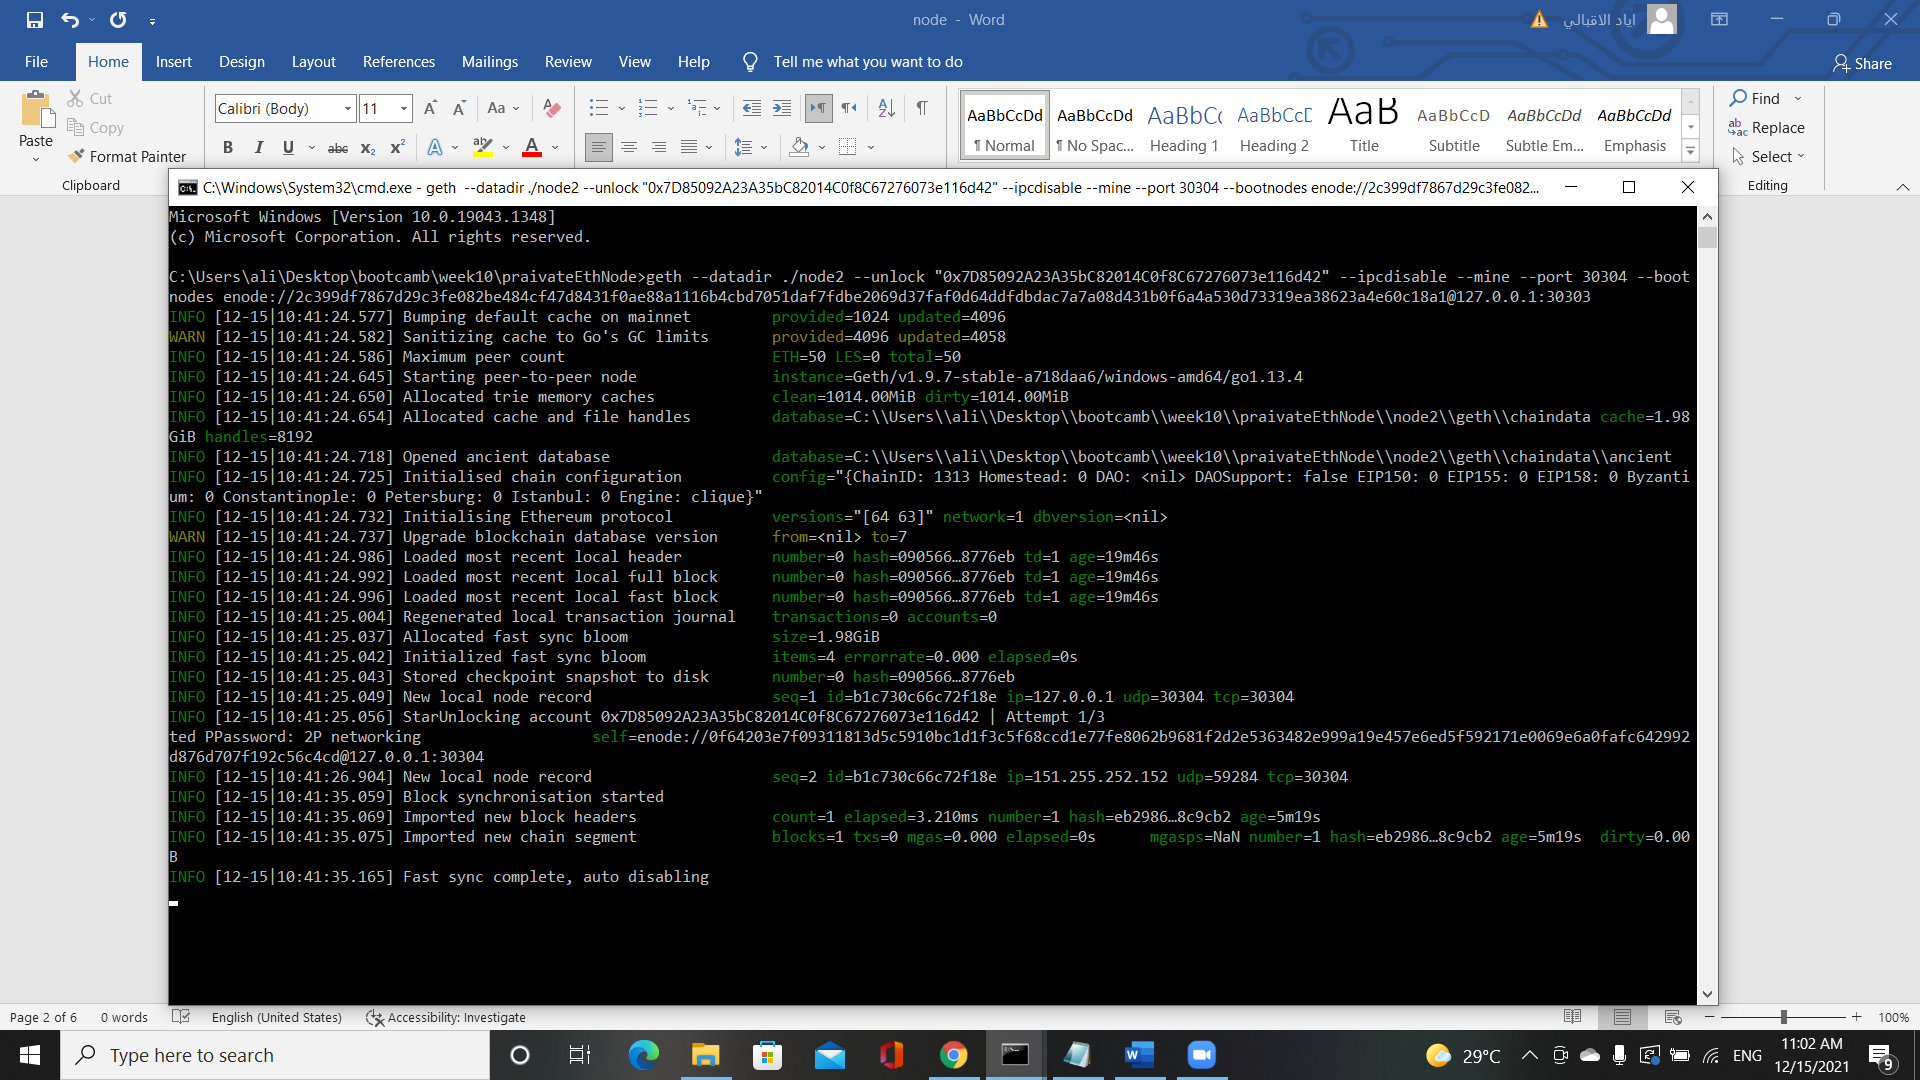 node - Word
اياد الاقبالي
File Home Insert Design Layout References Mailings Review View Help Tell me what you want to do
Share
Paste
Cut
Copy
Format Painter
Clipboard
Calibri (Body) 11
AaBbCcDd AaBbCcDd AaBbCc AaBbCcD AaB AaBbCcD AaBbCcDd AaBbCcDd
¶ Normal ¶ No Spac... Heading 1 Heading 2 Title Subtitle Subtle Em... Emphasis
Find
Replace
Select
Editing
C:\Windows\System32\cmd.exe - geth --datadir ./node2 --unlock "0x7D85092A23A35bC82014C0f8C67276073e116d42" --ipcdisable --mine --port 30304 --bootnodes enode://2c399df7867d29c3fe082...
Microsoft Windows [Version 10.0.19043.1348]
(c) Microsoft Corporation. All rights reserved.
C:\Users\ali\Desktop\bootcamb\week10\praivateEthNode>geth --datadir ./node2 --unlock "0x7D85092A23A35bC82014C0f8C67276073e116d42" --ipcdisable --mine --port 30304 --boot
nodes enode://2c399df7867d29c3fe082be484cf47d8431f0ae88a1116b4cbd7051daf7fdbe2069d37faf0d64ddfdbdac7a7a08d431b0f6a4a530d73319ea38623a4e60c18a1@127.0.0.1:30303
INFO [12-15|10:41:24.577] Bumping default cache on mainnet provided=1024 updated=4096
WARN [12-15|10:41:24.582] Sanitizing cache to Go's GC limits provided=4096 updated=4058
INFO [12-15|10:41:24.586] Maximum peer count ETH=50 LES=0 total=50
INFO [12-15|10:41:24.645] Starting peer-to-peer node instance=Geth/v1.9.7-stable-a718daa6/windows-amd64/go1.13.4
INFO [12-15|10:41:24.650] Allocated trie memory caches clean=1014.00MiB dirty=1014.00MiB
INFO [12-15|10:41:24.654] Allocated cache and file handles database=C:\\Users\\ali\\Desktop\\bootcamb\\week10\\praivateEthNode\\node2\\geth\\chaindata cache=1.98
GiB handles=8192
INFO [12-15|10:41:24.718] Opened ancient database database=C:\\Users\\ali\\Desktop\\bootcamb\\week10\\praivateEthNode\\node2\\geth\\chaindata\\ancient
INFO [12-15|10:41:24.725] Initialised chain configuration config="{ChainID: 1313 Homestead: 0 DAO: <nil> DAOSupport: false EIP150: 0 EIP155: 0 EIP158: 0 Byzanti
um: 0 Constantinople: 0 Petersburg: 0 Istanbul: 0 Engine: clique}"
INFO [12-15|10:41:24.732] Initialising Ethereum protocol versions="[64 63]" network=1 dbversion=<nil>
WARN [12-15|10:41:24.737] Upgrade blockchain database version from=<nil> to=7
INFO [12-15|10:41:24.986] Loaded most recent local header number=0 hash=090566…8776eb td=1 age=19m46s
INFO [12-15|10:41:24.992] Loaded most recent local full block number=0 hash=090566…8776eb td=1 age=19m46s
INFO [12-15|10:41:24.996] Loaded most recent local fast block number=0 hash=090566…8776eb td=1 age=19m46s
INFO [12-15|10:41:25.004] Regenerated local transaction journal transactions=0 accounts=0
INFO [12-15|10:41:25.037] Allocated fast sync bloom size=1.98GiB
INFO [12-15|10:41:25.042] Initialized fast sync bloom items=4 errorrate=0.000 elapsed=0s
INFO [12-15|10:41:25.043] Stored checkpoint snapshot to disk number=0 hash=090566…8776eb
INFO [12-15|10:41:25.049] New local node record seq=1 id=b1c730c66c72f18e ip=127.0.0.1 udp=30304 tcp=30304
INFO [12-15|10:41:25.056] StarUnlocking account 0x7D85092A23A35bC82014C0f8C67276073e116d42 | Attempt 1/3
ted PPassword: 2P networking self=enode://0f64203e7f09311813d5c5910bc1d1f3c5f68ccd1e77fe8062b9681f2d2e5363482e999a19e457e6ed5f592171e0069e6a0fafc642992
d876d707f192c56c4cd@127.0.0.1:30304
INFO [12-15|10:41:26.904] New local node record seq=2 id=b1c730c66c72f18e ip=151.255.252.152 udp=59284 tcp=30304
INFO [12-15|10:41:35.059] Block synchronisation started
INFO [12-15|10:41:35.069] Imported new block headers count=1 elapsed=3.210ms number=1 hash=eb2986…8c9cb2 age=5m19s
INFO [12-15|10:41:35.075] Imported new chain segment blocks=1 txs=0 mgas=0.000 elapsed=0s mgasps=NaN number=1 hash=eb2986…8c9cb2 age=5m19s dirty=0.00
B
INFO [12-15|10:41:35.165] Fast sync complete, auto disabling
Page 2 of 6 0 words English (United States) Accessibility: Investigate 100%
Type here to search
29°C ENG 11:02 AM
12/15/2021
9